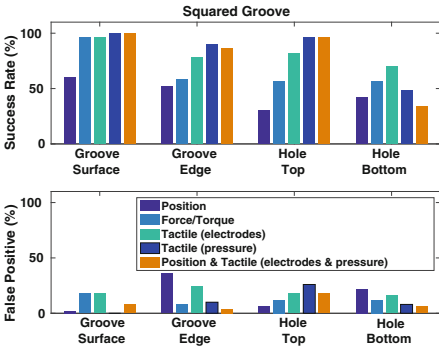 Squared Groove
Success Rate (%)
100
50
0
Groove Surface
Groove Edge
Hole Top
Hole Bottom
False Positive (%)
100
50
0
Position
Force/Torque
Tactile (electrodes)
Tactile (pressure)
Position & Tactile (electrodes & pressure)
Groove Surface
Groove Edge
Hole Top
Hole Bottom